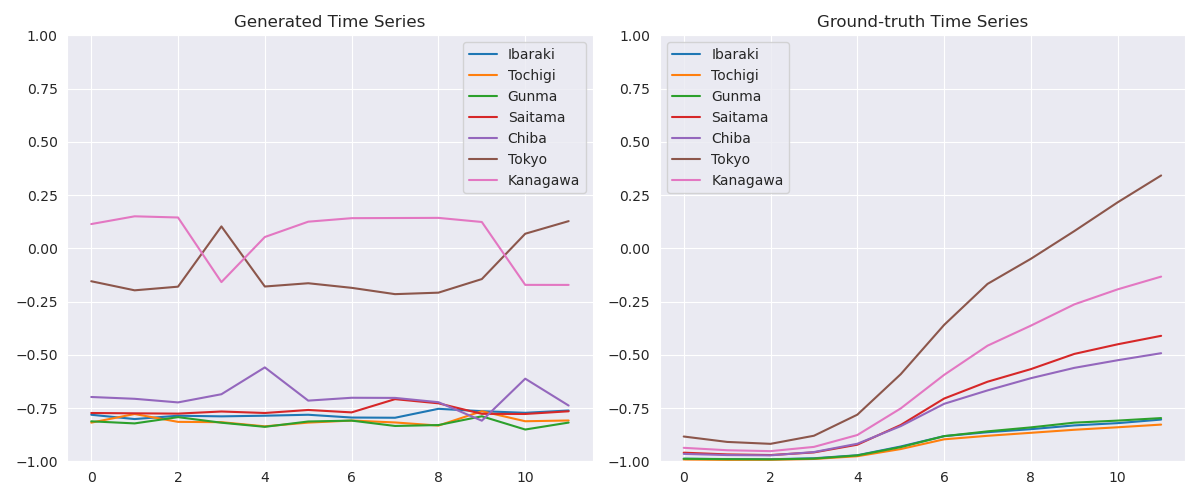 Generated Time Series
1.00
0.75
0.50
0.25
0.00
−0.25
−0.50
−0.75
−1.00
0 2 4 6 8 10
Ibaraki
Tochigi
Gunma
Saitama
Chiba
Tokyo
Kanagawa
Ground-truth Time Series
1.00
0.75
0.50
0.25
0.00
−0.25
−0.50
−0.75
−1.00
0 2 4 6 8 10
Ibaraki
Tochigi
Gunma
Saitama
Chiba
Tokyo
Kanagawa